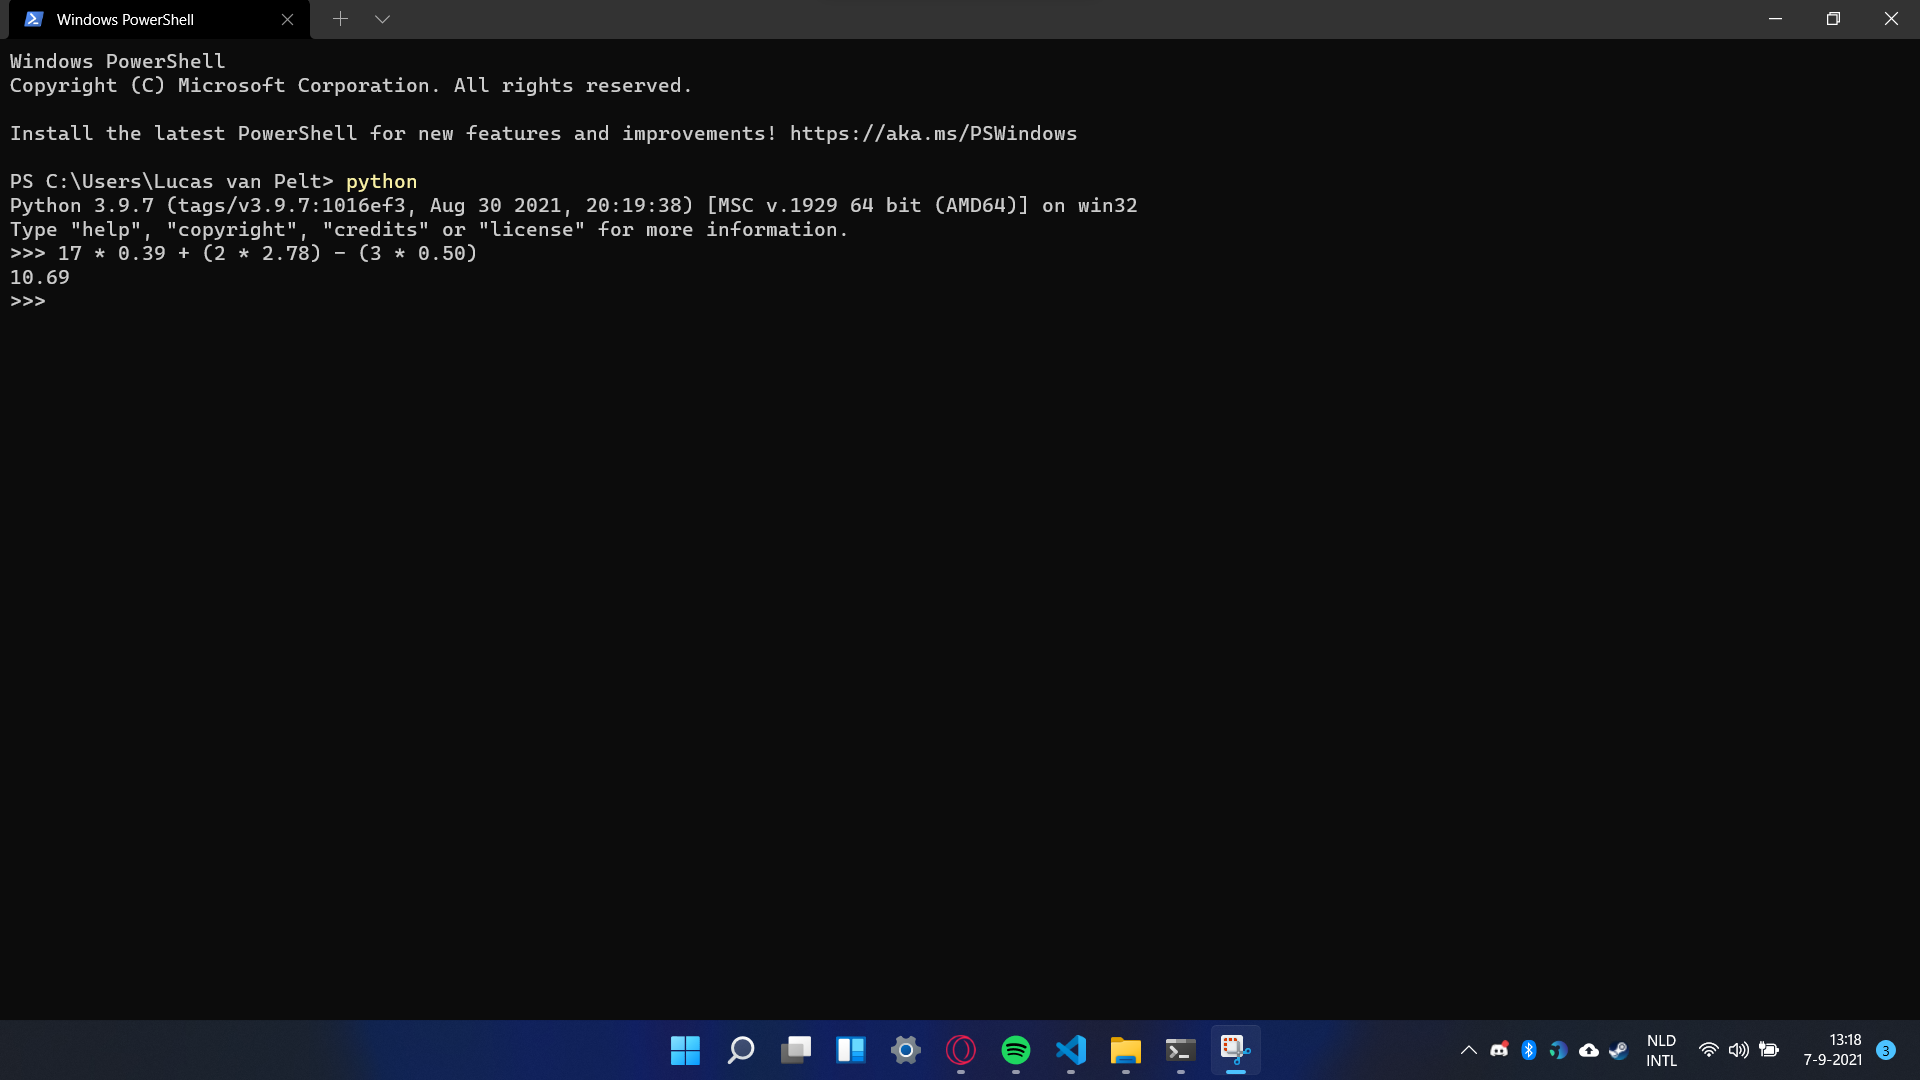 Windows PowerShell
Windows PowerShell
Copyright (C) Microsoft Corporation. All rights reserved.
Install the latest PowerShell for new features and improvements! https://aka.ms/PSWindows
PS C:\Users\Lucas van Pelt> python
Python 3.9.7 (tags/v3.9.7:1016ef3, Aug 30 2021, 20:19:38) [MSC v.1929 64 bit (AMD64)] on win32
Type "help", "copyright", "credits" or "license" for more information.
>>> 17 * 0.39 + (2 * 2.78) - (3 * 0.50)
10.69
>>>
NLD
INTL
13:18
7-9-2021
3